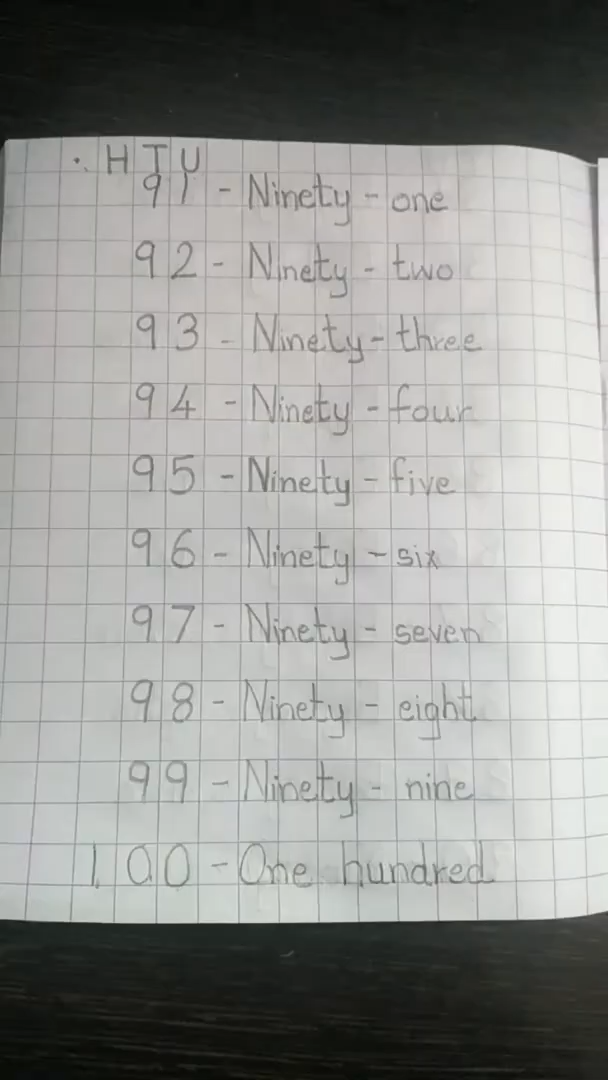 ∴ H T U
91 - Ninety - one
92 - Ninety - two
93 - Ninety - three
94 - Ninety - four
95 - Ninety - five
96 - Ninety - six
97 - Ninety - seven
98 - Ninety - eight
99 - Ninety - nine
100 - One hundred